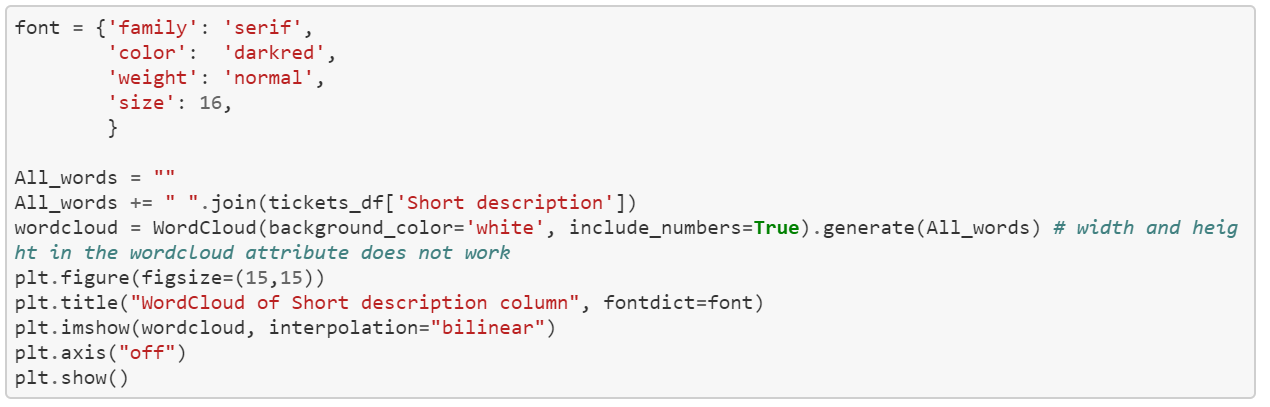 font = {'family': 'serif',
        'color':  'darkred',
        'weight': 'normal',
        'size': 16,
        }

All_words = ""
All_words += " ".join(tickets_df['Short description'])
wordcloud = WordCloud(background_color='white', include_numbers=True).generate(All_words) # width and heig
ht in the wordcloud attribute does not work
plt.figure(figsize=(15,15))
plt.title("WordCloud of Short description column", fontdict=font)
plt.imshow(wordcloud, interpolation="bilinear")
plt.axis("off")
plt.show()